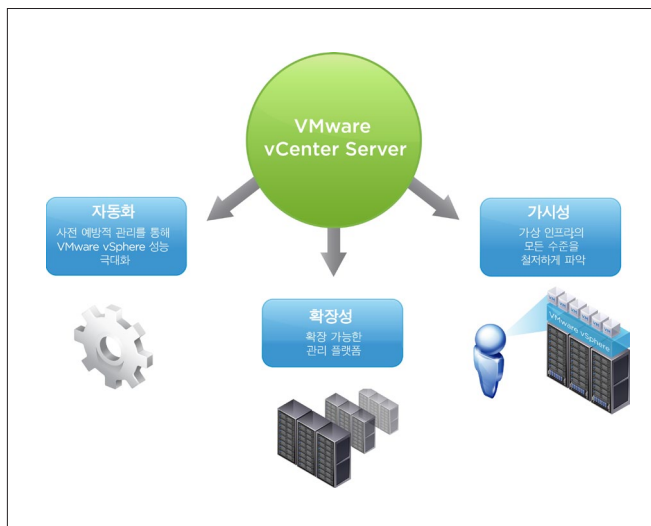 VMware
vCenter Server
자동화
사전 예방적 관리를 통해
VMware vSphere 성능
극대화
확장성
확장 가능한
관리 플랫폼
가시성
가상 인프라의
모든 수준을
철저하게 파악
VMware vSphere